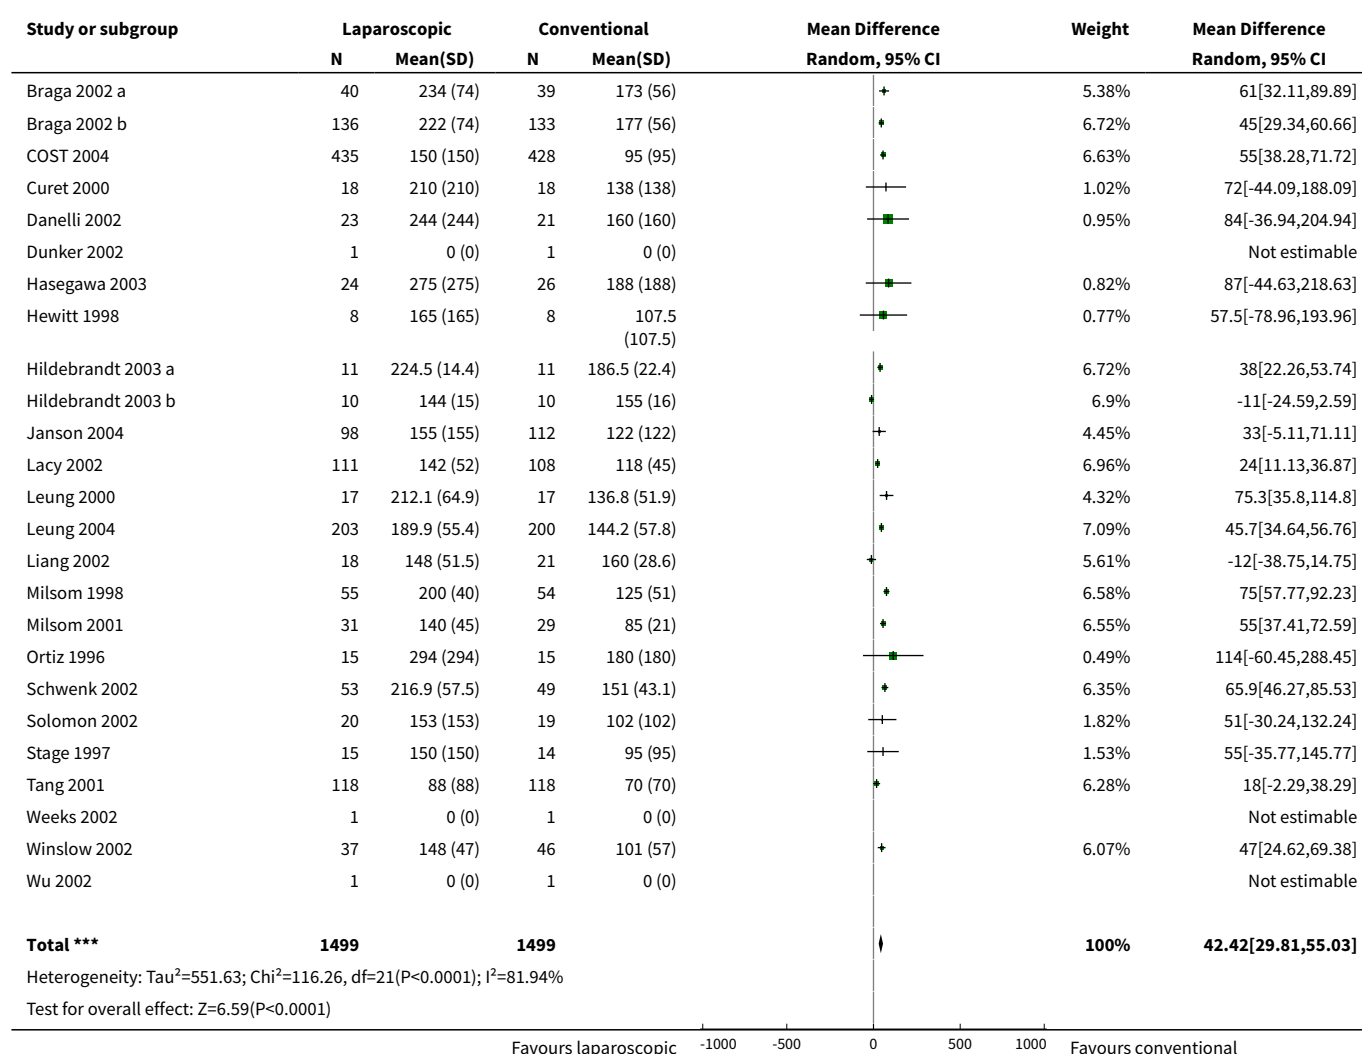 Study or subgroup Laparoscopic Conventional Mean Difference Weight Mean Difference
N Mean(SD) N Mean(SD) Random, 95% CI Random, 95% CI
Braga 2002 a 40 234 (74) 39 173 (56) 5.38% 61[32.11,89.89]
Braga 2002 b 136 222 (74) 133 177 (56) 6.72% 45[29.34,60.66]
COST 2004 435 150 (150) 428 95 (95) 6.63% 55[38.28,71.72]
Curet 2000 18 210 (210) 18 138 (138) 1.02% 72[-44.09,188.09]
Danelli 2002 23 244 (244) 21 160 (160) 0.95% 84[-36.94,204.94]
Dunker 2002 1 0 (0) 1 0 (0) Not estimable
Hasegawa 2003 24 275 (275) 26 188 (188) 0.82% 87[-44.63,218.63]
Hewitt 1998 8 165 (165) 8 107.5 0.77% 57.5[-78.96,193.96]
(107.5)
Hildebrandt 2003 a 11 224.5 (14.4) 11 186.5 (22.4) 6.72% 38[22.26,53.74]
Hildebrandt 2003 b 10 144 (15) 10 155 (16) 6.9% -11[-24.59,2.59]
Janson 2004 98 155 (155) 112 122 (122) 4.45% 33[-5.11,71.11]
Lacy 2002 111 142 (52) 108 118 (45) 6.96% 24[11.13,36.87]
Leung 2000 17 212.1 (64.9) 17 136.8 (51.9) 4.32% 75.3[35.8,114.8]
Leung 2004 203 189.9 (55.4) 200 144.2 (57.8) 7.09% 45.7[34.64,56.76]
Liang 2002 18 148 (51.5) 21 160 (28.6) 5.61% -12[-38.75,14.75]
Milsom 1998 55 200 (40) 54 125 (51) 6.58% 75[57.77,92.23]
Milsom 2001 31 140 (45) 29 85 (21) 6.55% 55[37.41,72.59]
Ortiz 1996 15 294 (294) 15 180 (180) 0.49% 114[-60.45,288.45]
Schwenk 2002 53 216.9 (57.5) 49 151 (43.1) 6.35% 65.9[46.27,85.53]
Solomon 2002 20 153 (153) 19 102 (102) 1.82% 51[-30.24,132.24]
Stage 1997 15 150 (150) 14 95 (95) 1.53% 55[-35.77,145.77]
Tang 2001 118 88 (88) 118 70 (70) 6.28% 18[-2.29,38.29]
Weeks 2002 1 0 (0) 1 0 (0) Not estimable
Winslow 2002 37 148 (47) 46 101 (57) 6.07% 47[24.62,69.38]
Wu 2002 1 0 (0) 1 0 (0) Not estimable
Total *** 1499 1499 100% 42.42[29.81,55.03]
Heterogeneity: Tau²=551.63; Chi²=116.26, df=21(P<0.0001); I²=81.94%
Test for overall effect: Z=6.59(P<0.0001)
Favours laparoscopic -1000 -500 0 500 1000 Favours conventional